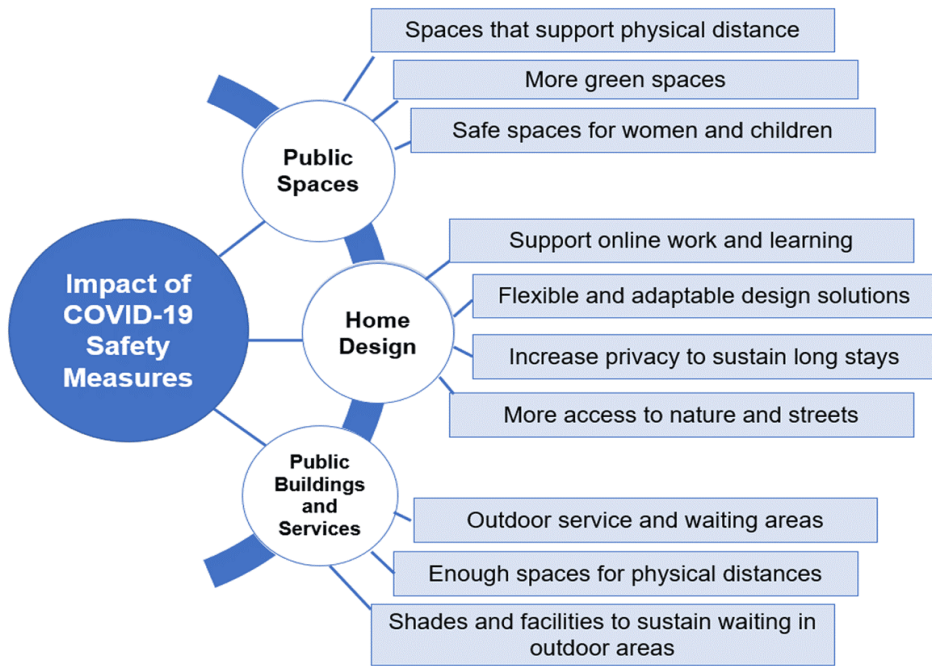 Impact of
COVID-19
Safety
Measures
Public
Spaces
Spaces that support physical distance
More green spaces
Safe spaces for women and children
Home
Design
Support online work and learning
Flexible and adaptable design solutions
Increase privacy to sustain long stays
More access to nature and streets
Public
Buildings
and
Services
Outdoor service and waiting areas
Enough spaces for physical distances
Shades and facilities to sustain waiting in
outdoor areas